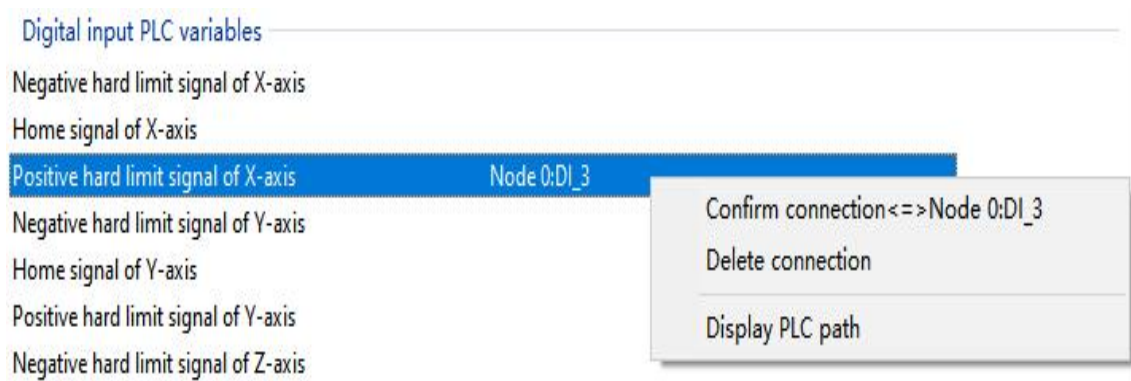 Digital input PLC variables
Negative hard limit signal of X-axis
Home signal of X-axis
Positive hard limit signal of X-axis Node 0:DI_3
Confirm connection<=>Node 0:DI_3
Negative hard limit signal of Y-axis
Delete connection
Home signal of Y-axis
Positive hard limit signal of Y-axis
Display PLC path
Negative hard limit signal of Z-axis